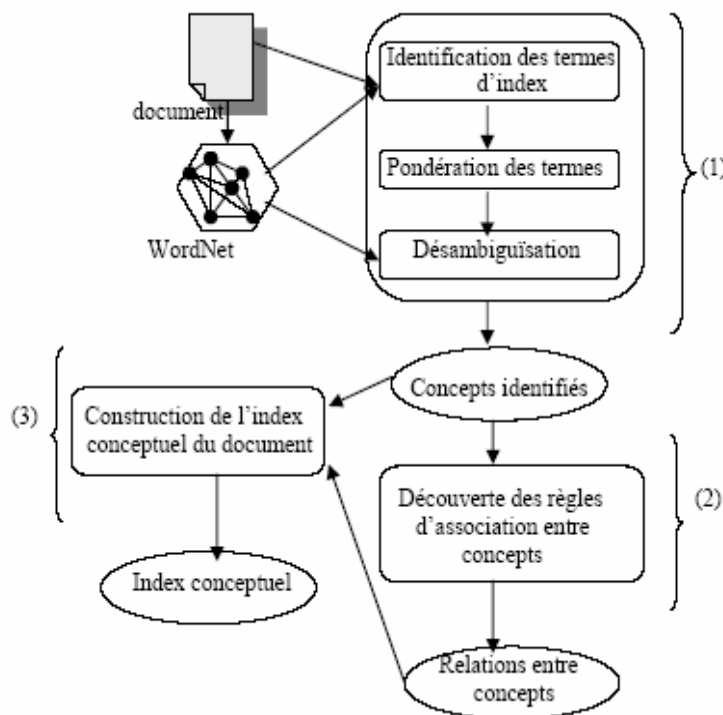 Identification des termes
d'index
document
Pondération des termes
(1)
WordNet
Désambiguïsation
Concepts identifiés
(3)
Construction de l'index
conceptuel du document
Découverte des règles
d'association entre
concepts
(2)
Index conceptuel
Relations entre
concepts